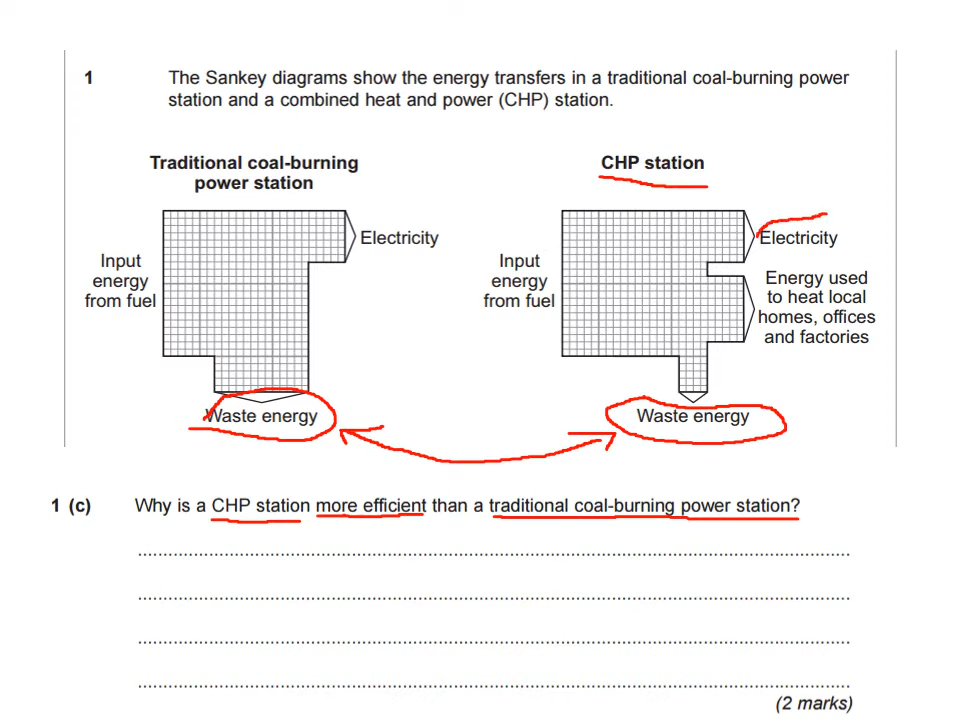 1 The Sankey diagrams show the energy transfers in a traditional coal-burning power
station and a combined heat and power (CHP) station.
Traditional coal-burning
power station
Electricity
Input
energy
from fuel
Waste energy
CHP station
Electricity
Input
energy
from fuel
Energy used
to heat local
homes, offices
and factories
Waste energy
1 (c) Why is a CHP station more efficient than a traditional coal-burning power station?
(2 marks)